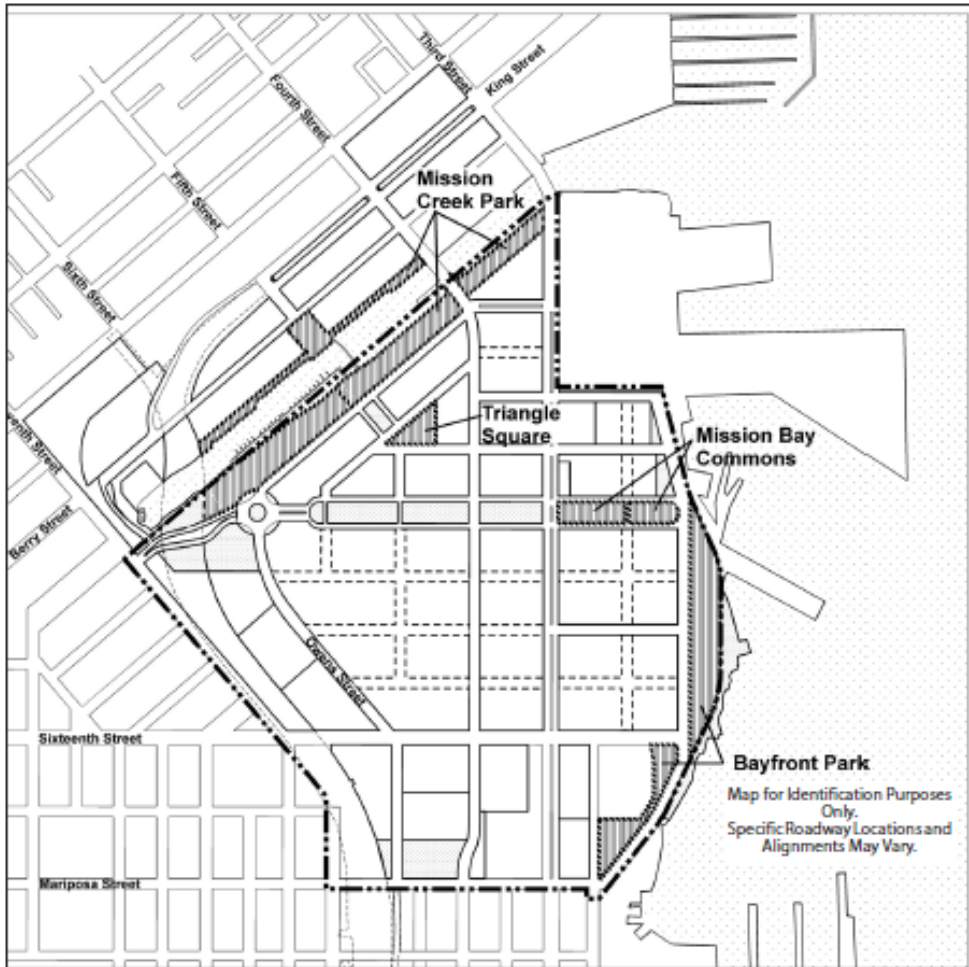 Third Street
King Street
Fourth Street
Mission
Creek Park
Fifth Street
Sixth Street
Triangle
Square
Mission Bay
Commons
venth Street
Berry Street
Owens Street
Sixteenth Street
Bayfront Park
Map for Identification Purposes
Only.
Specific Roadway Locations and
Alignments May Vary.
Mariposa Street